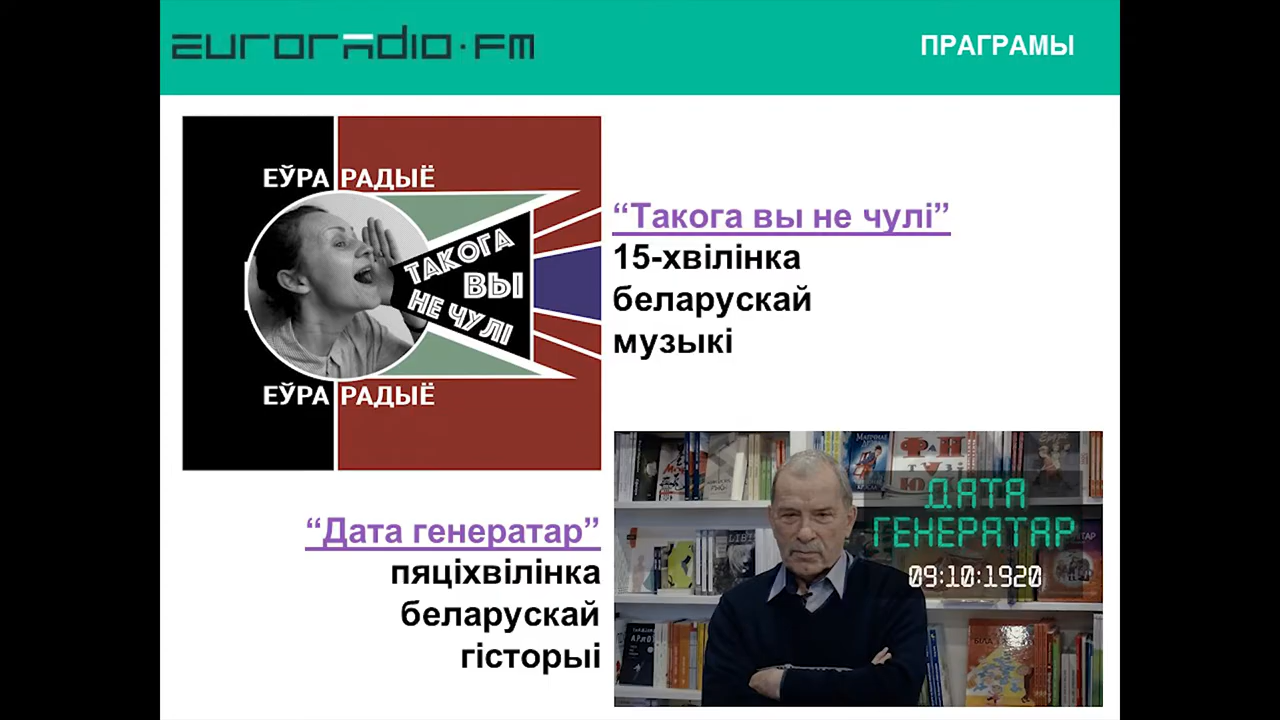 euroradio.fm
ПРАГРАМЫ
ЕЎРА РАДЫЁ
ТАКОГА
ВЫ
НЕ ЧУЛІ
ЕЎРА РАДЫЁ
“Такога вы не чулі”
15-хвілінка
беларускай
музыкі
“Дата генератар”
пяціхвілінка
беларускай
гісторыі
ДАТА
ГЕНЕРАТАР
09:10:1920